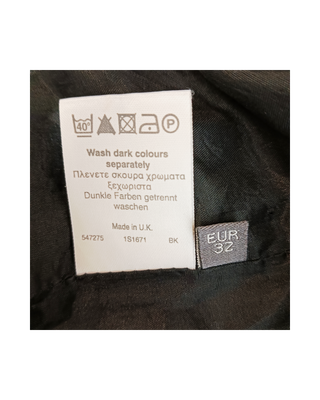 40°
P
Wash dark colours
separately
Πλενετε σκουρα χρωματα
ξεχωριστα
Dunkle Farben getrennt
waschen
Made in U.K.
547275 1S1671 BK
EUR
32